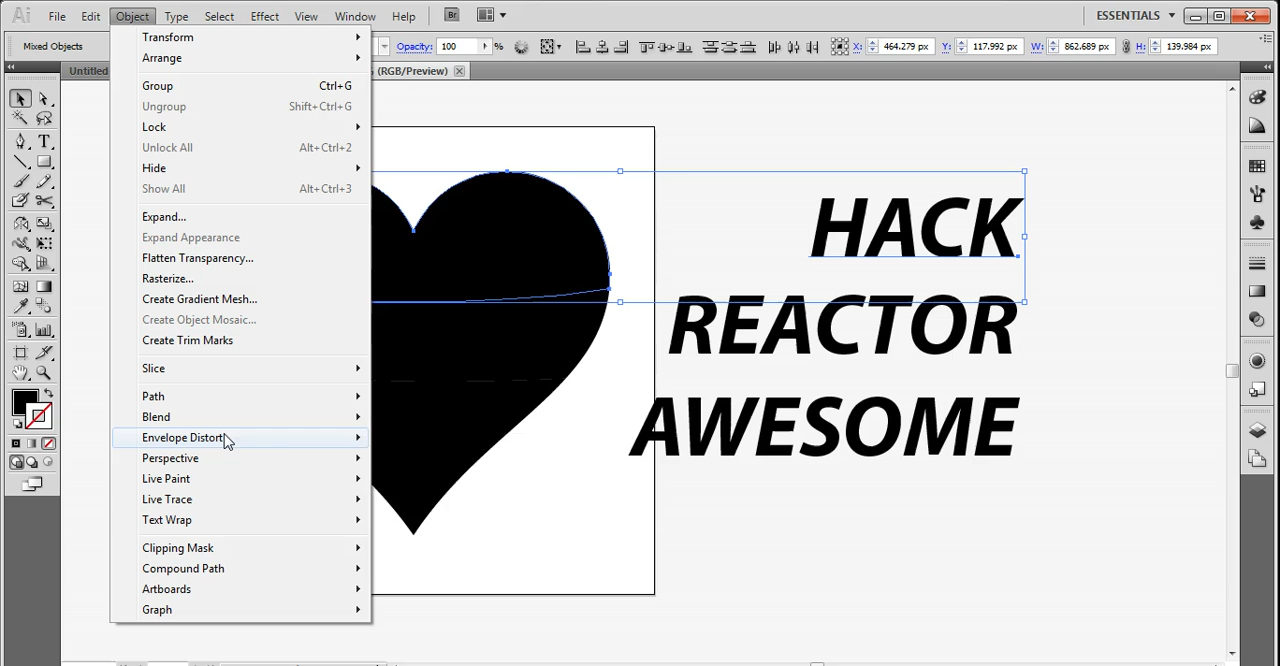 Ai File Edit Object Type Select Effect View Window Help Br ESSENTIALS
Mixed Objects Opacity: 100 % X: 464.279 px Y: 117.992 px W: 862.689 px H: 139.984 px
Untitled % (RGB/Preview)
Transform
Arrange
Group Ctrl+G
Ungroup Shift+Ctrl+G
Lock
Unlock All Alt+Ctrl+2
Hide
Show All Alt+Ctrl+3
Expand...
Expand Appearance
Flatten Transparency...
Rasterize...
Create Gradient Mesh...
Create Object Mosaic...
Create Trim Marks
Slice
Path
Blend
Envelope Distort
Perspective
Live Paint
Live Trace
Text Wrap
Clipping Mask
Compound Path
Artboards
Graph
HACK
REACTOR
AWESOME